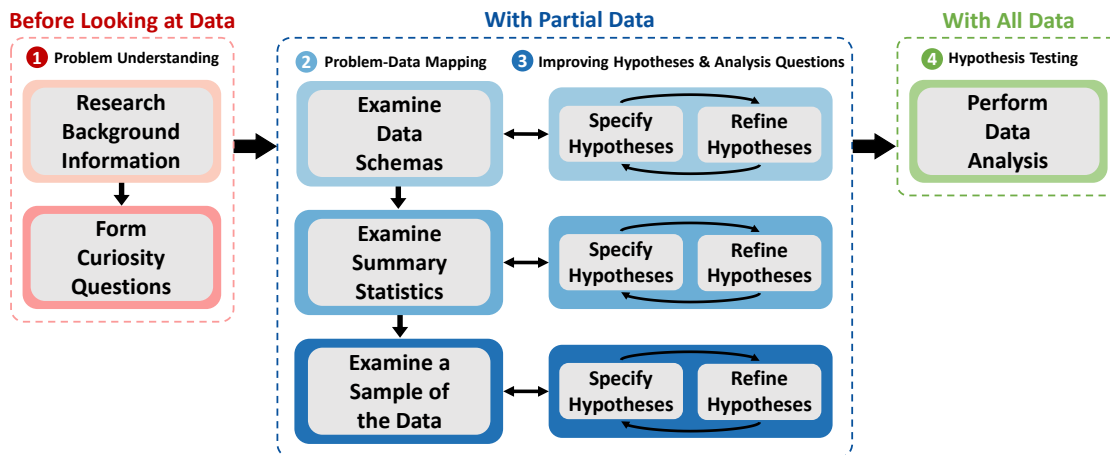 Before Looking at Data
1 Problem Understanding
Research
Background
Information
Form
Curiosity
Questions
With Partial Data
2 Problem-Data Mapping
3 Improving Hypotheses & Analysis Questions
Examine
Data
Schemas
Specify
Hypotheses
Refine
Hypotheses
Examine
Summary
Statistics
Specify
Hypotheses
Refine
Hypotheses
Examine a
Sample of
the Data
Specify
Hypotheses
Refine
Hypotheses
With All Data
4 Hypothesis Testing
Perform
Data
Analysis